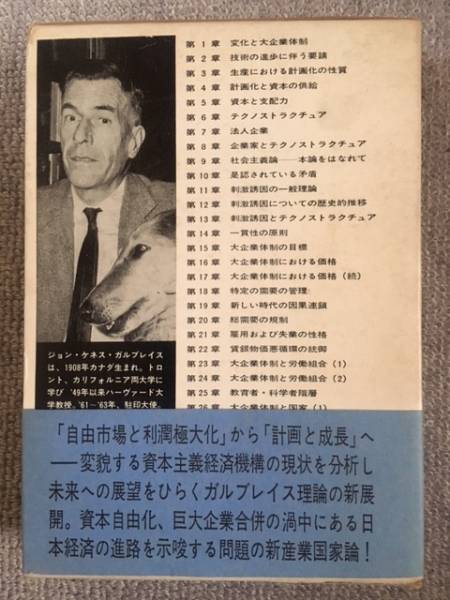 第 1 章 変化と大企業体制
第 2 章 技術の進歩に伴う要請
第 3 章 生産における計画化の性質
第 4 章 計画化と資本の供給
第 5 章 資本と支配力
第 6 章 テクノストラクチュア
第 7 章 法人企業
第 8 章 企業家とテクノストラクチュア
第 9 章 社会主義論――本論をはなれて
第 10 章 是認されている矛盾
第 11 章 刺激誘因の一般理論
第 12 章 刺激誘因についての歴史的推移
第 13 章 刺激誘因とテクノストラクチュア
第 14 章 一貫性の原則
第 15 章 大企業体制の目標
第 16 章 大企業体制における価格
第 17 章 大企業体制における価格(続)
第 18 章 特定の需要の管理
第 19 章 新しい時代の因果連鎖
第 20 章 総需要の規制
第 21 章 雇用および失業の性格
第 22 章 賃銀物価悪循環の統御
第 23 章 大企業体制と労働組合(1)
第 24 章 大企業体制と労働組合(2)
第 25 章 教育者・科学者階層
第 26 章 大企業体制と国家(1)
ジョン・ケネス・ガルブレイス
は、1908年カナダ生まれ。トロ
ント、カリフォルニア両大学に
学び '49年以来ハーヴァード大
学教授。'61〜'63年、駐印大使。
「自由市場と利潤極大化」から「計画と成長」へ
――変貌する資本主義経済機構の現状を分析し
未来への展望をひらくガルブレイス理論の新展
開。資本自由化、巨大企業合併の渦中にある日
本経済の進路を示唆する問題の新産業国家論!